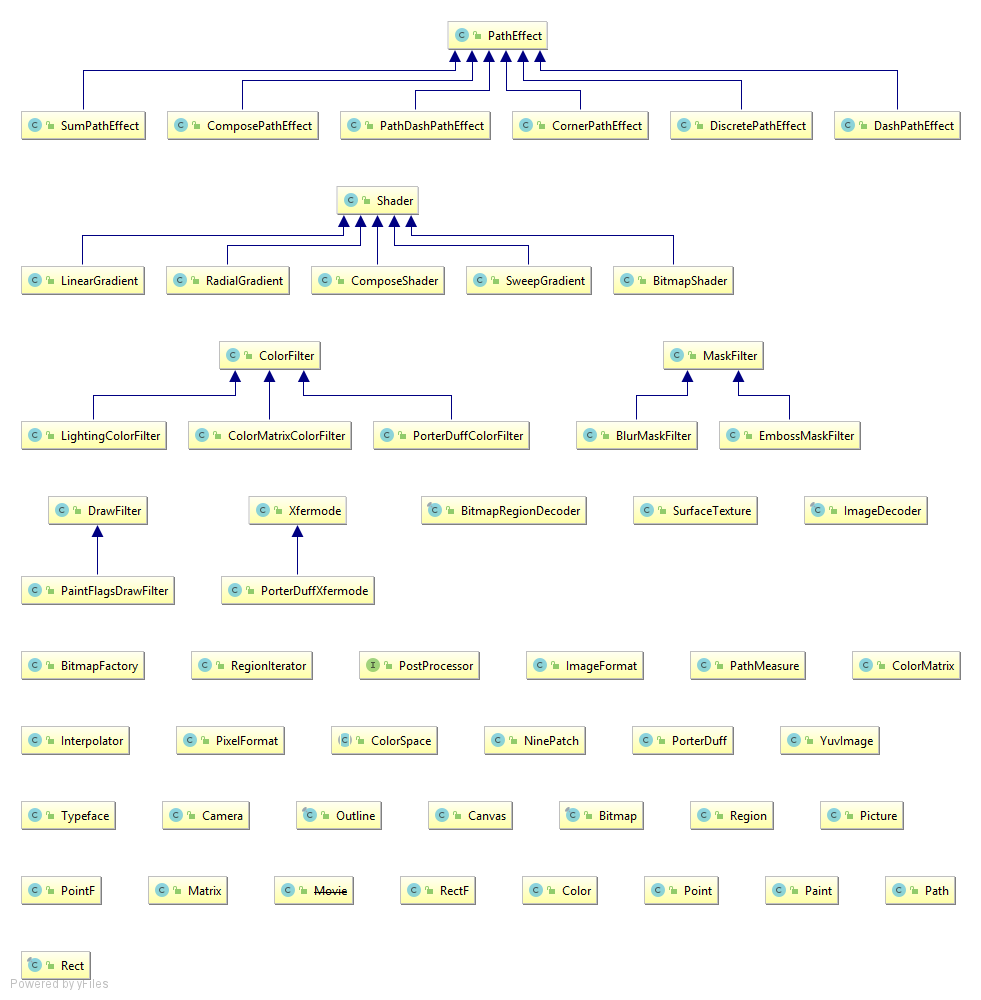 PathEffect
SumPathEffect ComposePathEffect PathDashPathEffect CornerPathEffect DiscretePathEffect DashPathEffect
Shader
LinearGradient RadialGradient ComposeShader SweepGradient BitmapShader
ColorFilter MaskFilter
LightingColorFilter ColorMatrixColorFilter PorterDuffColorFilter BlurMaskFilter EmbossMaskFilter
DrawFilter Xfermode BitmapRegionDecoder SurfaceTexture ImageDecoder
PaintFlagsDrawFilter PorterDuffXfermode
BitmapFactory RegionIterator PostProcessor ImageFormat PathMeasure ColorMatrix
Interpolator PixelFormat ColorSpace NinePatch PorterDuff YuvImage
Typeface Camera Outline Canvas Bitmap Region Picture
PointF Matrix Movie RectF Color Point Paint Path
Rect
Powered by yFiles